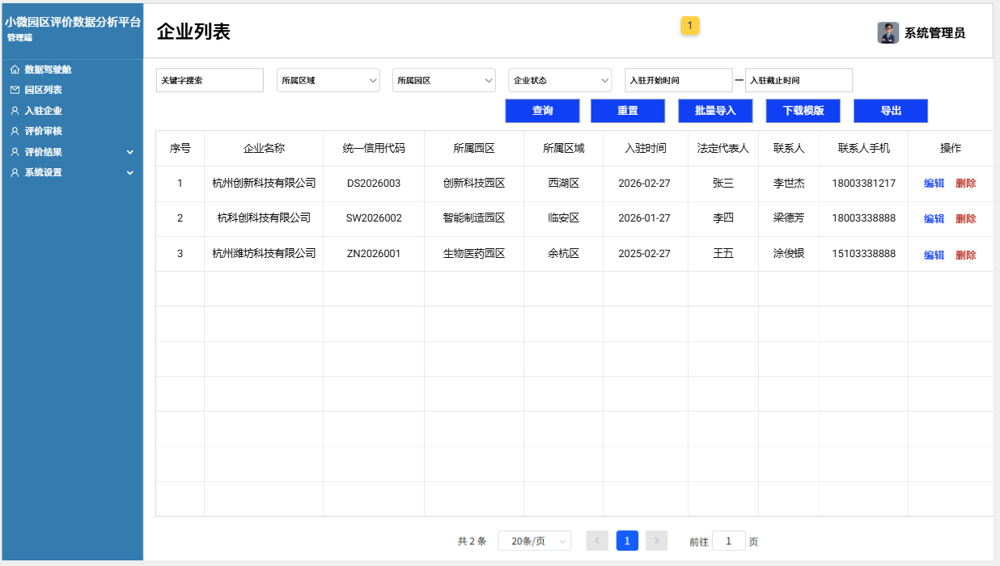 小微园区评价数据分析平台
管理端
数据驾驶舱
园区列表
入驻企业
评价审核
评价结果
系统设置
企业列表
1
系统管理员
关键字搜索 所属区域 所属园区 企业状态 入驻开始时间 — 入驻截止时间
查询 重置 批量导入 下载模版 导出
序号 企业名称 统一信用代码 所属园区 所属区域 入驻时间 法定代表人 联系人 联系人手机 操作
1 杭州创新科技有限公司 DS2026003 创新科技园区 西湖区 2026-02-27 张三 李世杰 18003381217 编辑 删除
2 杭科创科技有限公司 SW2026002 智能制造园区 临安区 2026-01-27 李四 梁德芳 18003338888 编辑 删除
3 杭州潍坊科技有限公司 ZN2026001 生物医药园区 余杭区 2025-02-27 王五 涂俊银 15103338888 编辑 删除
共 2 条 20条/页 < 1 > 前往 1 页